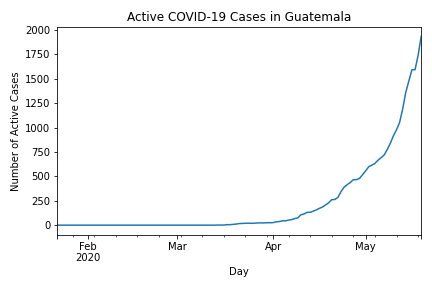 Active COVID-19 Cases in Guatemala
Number of Active Cases
2000
1750
1500
1250
1000
750
500
250
0
Feb
2020
Mar
Apr
May
Day